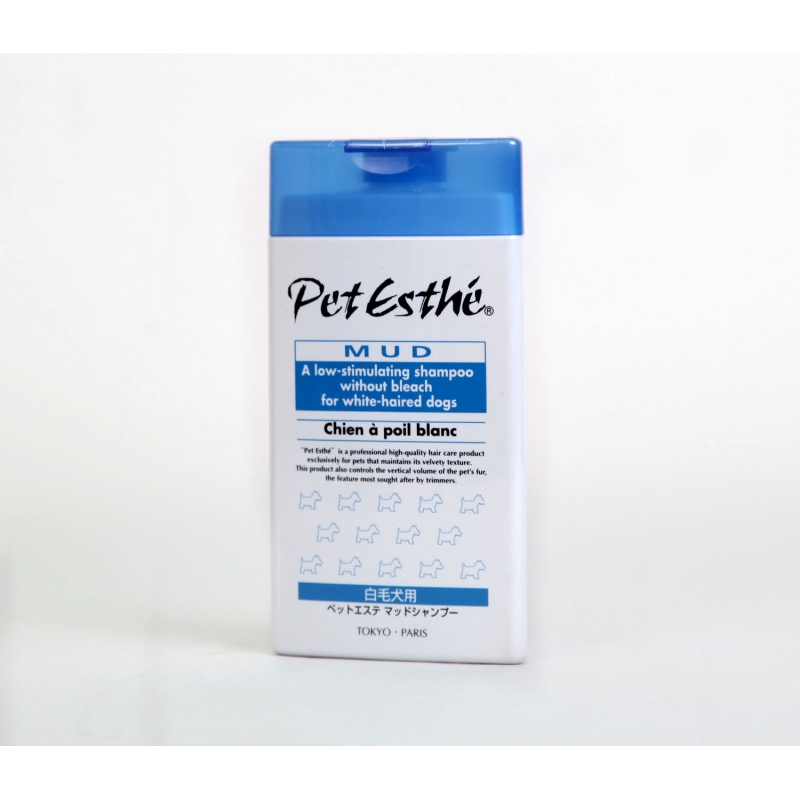 Pet Esthé®
MUD
A low-stimulating shampoo
without bleach
for white-haired dogs
Chien à poil blanc
"Pet Esthé" is a professional high-quality hair care product
exclusively for pets that maintains its velvety texture.
This product also controls the vertical volume of the pet's fur,
the feature most sought after by trimmers.
白毛犬用
ペットエステ マッドシャンプー
TOKYO · PARIS